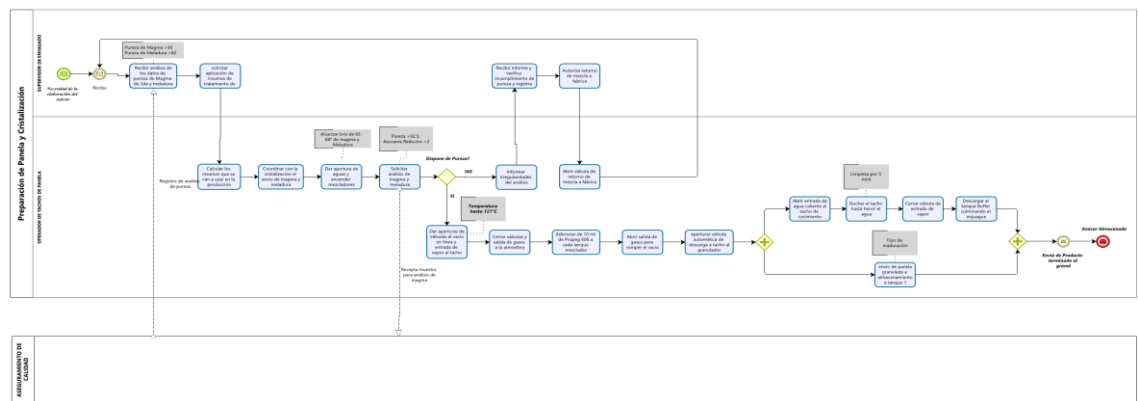 Preparación de Panela y Cristalización
SUPERVISOR DE ENVASADO
Necesidad de la
elaboración del
azúcar
Recibe
Pureza de Magma >86
Pureza de Meladura >82
Recibir análisis de
los datos de
pureza de Magma
de 2da y meladura
solicitar
aplicación de
insumos de
tratamiento de
Recibir informe y
verifica
incumplimiento de
pureza y registra
Autoriza retorno
de mezcla a
fabrica
OPERADOR DE TACHOS DE PANELA
Registro de análisis
de pureza
Calcular los
insumos que se
van a usar en la
producción
Coordinar con la
cristalización el
envío de magma y
meladura
Alcanzar brix de 65 -
68° de magma y
Meladura
Dar apertura de
aguas y
encender
mezcladores
Pureza >92.5;
Azucares Reductor <2
Solicitar
análisis de
magma y
meladura
Dispone de Pureza?
NO
SI
Informar
irregularidades
del análisis
Abrir válvula de
retorno de
mezcla a fabrica
Temperatura
hasta 127°C
Dar aperturas de
válvulas al vacío
en línea y
entrada de
vapor al tacho
Cerrar válvulas y
salida de gases
a la atmósfera
Adicionar de 10 ml
de Propeg 606 a
cada tanque
mezclador
Abrir salida de
gases para
romper el vacío
aperturar válvula
automática de
descarga a tacho al
granulador
Recepta muestra
para análisis de
magma
Limpieza por 5
min
Abrir entrada de
agua caliente al
tacho de
cocimiento
Duchar el tacho
hasta hervir el
agua
Cerrar válvula de
entrada de
vapor
Descargar al
tanque Buffer
culminando el
enjuague
Tipo de
maduración
envío de panela
granulada a
almacenamiento
a tanque 1
Azúcar Almacenada
Envío de Producto
terminado al
granel
ASEGURAMIENTO DE
CALIDAD